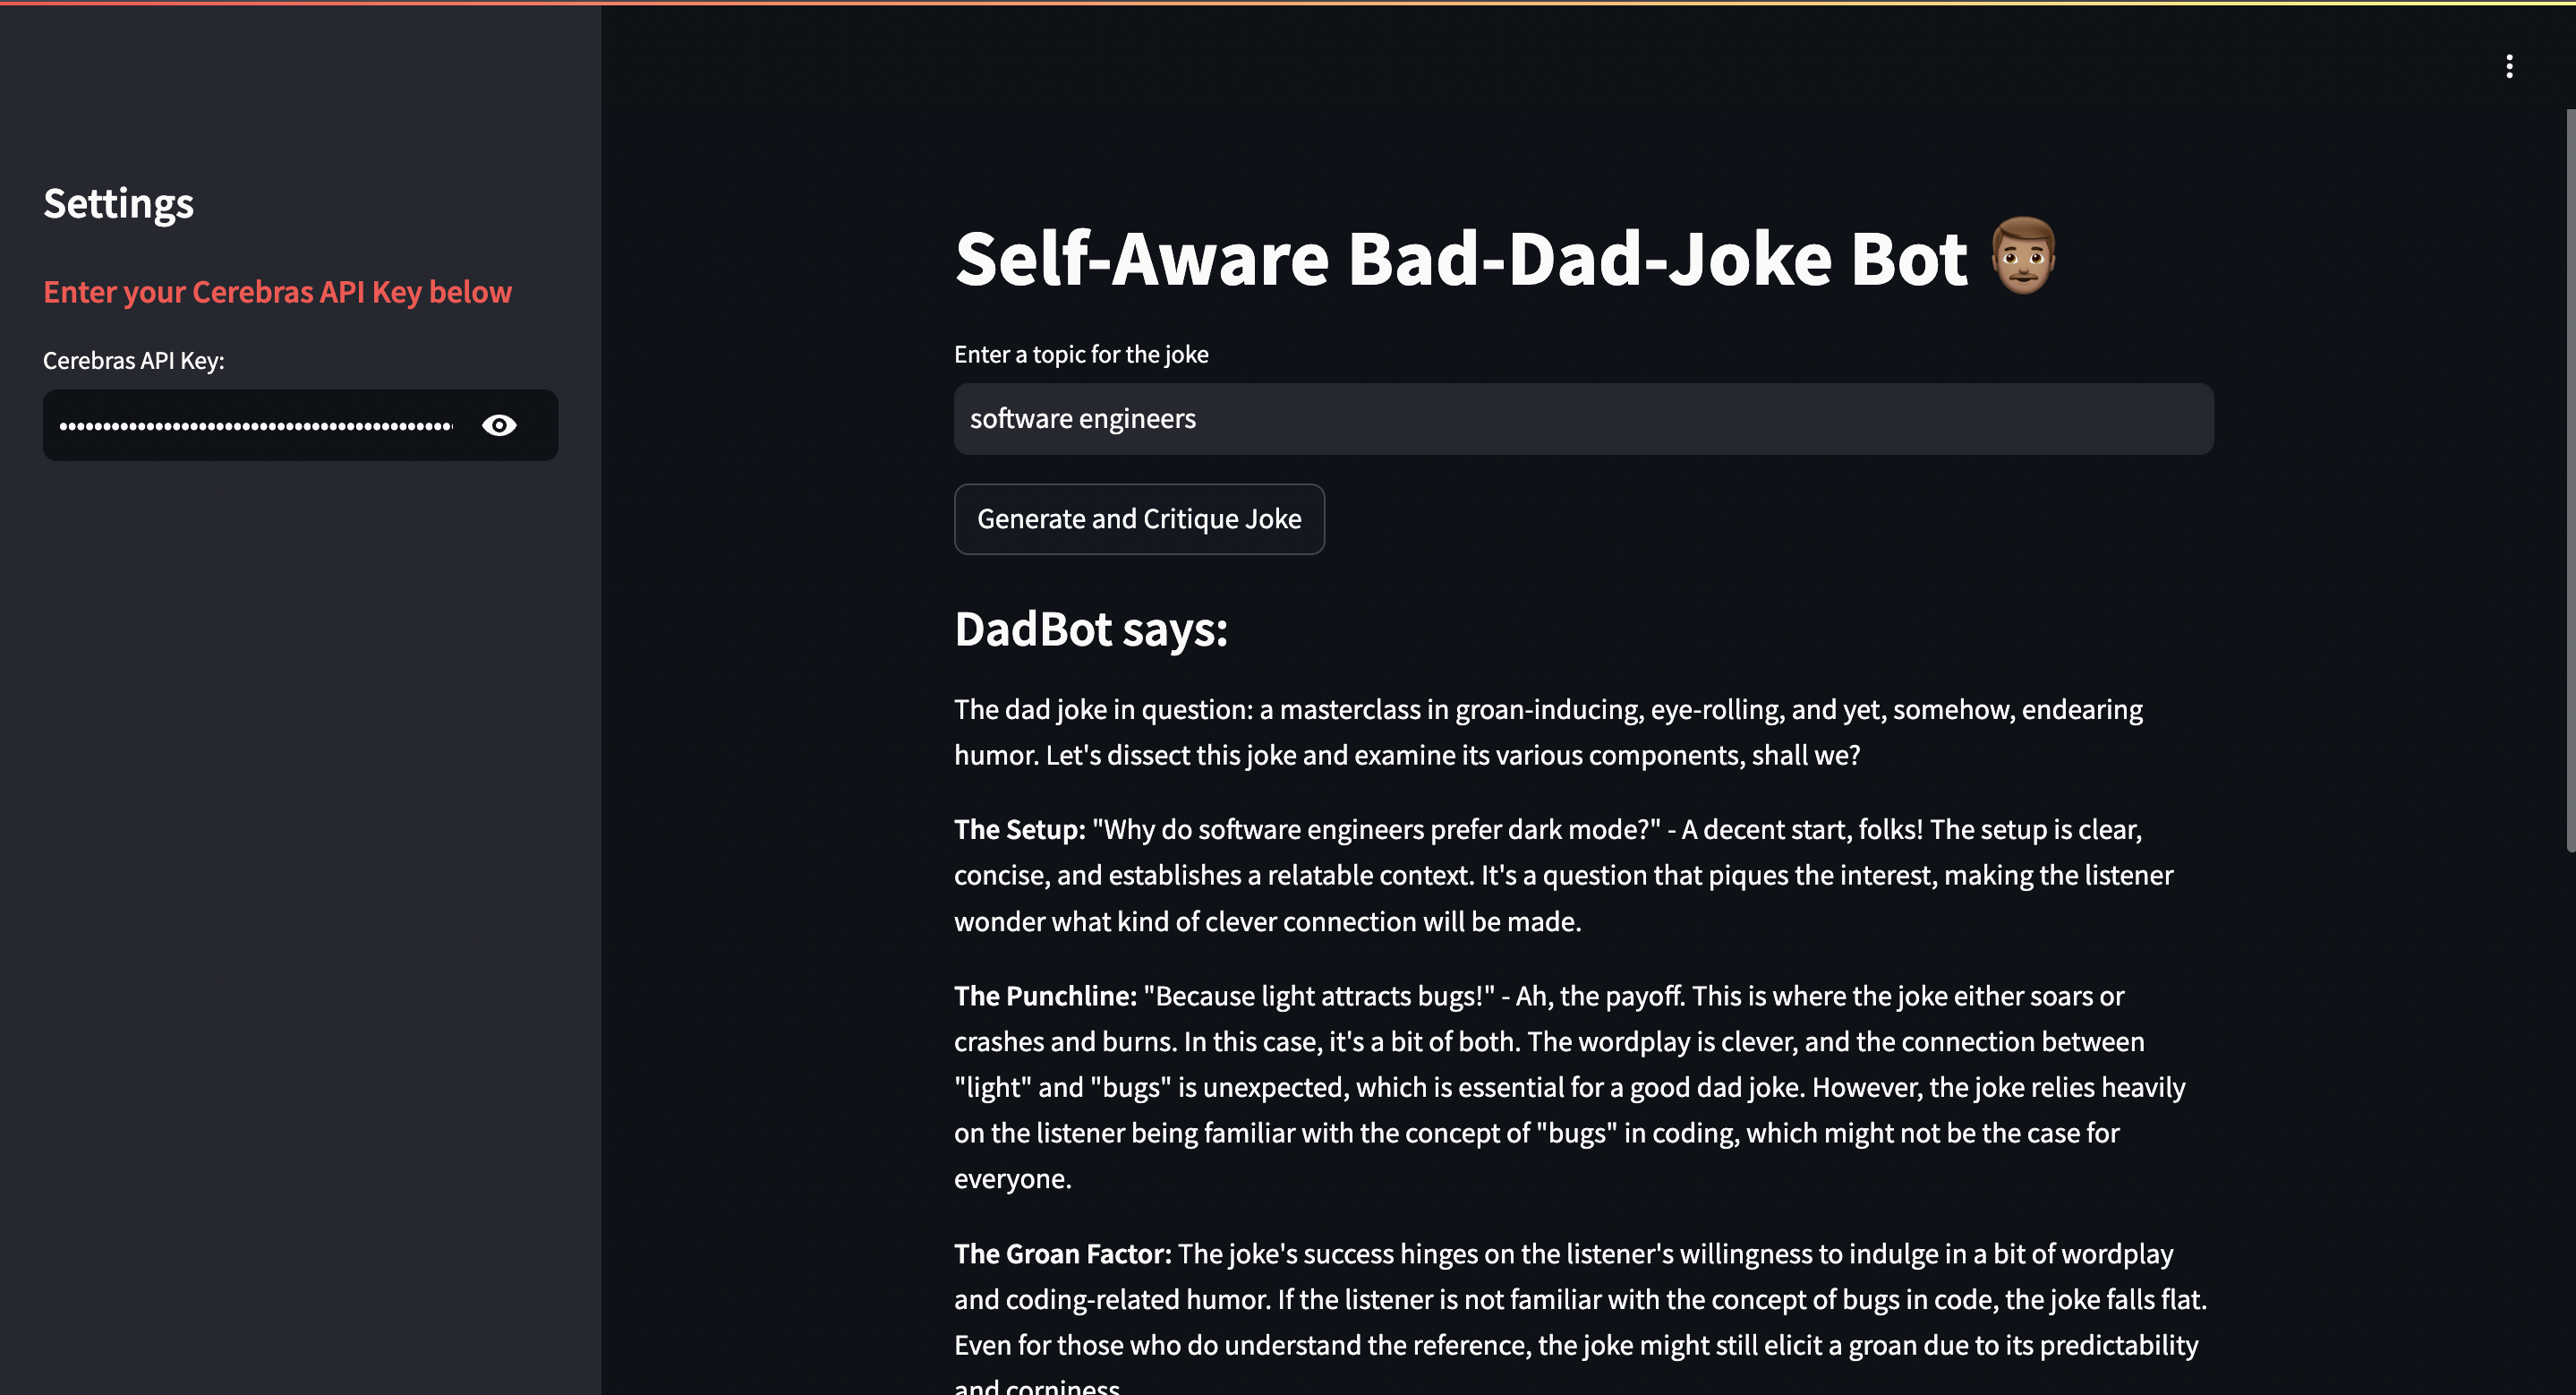 Settings
Enter your Cerebras API Key below
Cerebras API Key:
Self-Aware Bad-Dad-Joke Bot
Enter a topic for the joke
software engineers
Generate and Critique Joke
DadBot says:
The dad joke in question: a masterclass in groan-inducing, eye-rolling, and yet, somehow, endearing
humor. Let's dissect this joke and examine its various components, shall we?
The Setup: "Why do software engineers prefer dark mode?" - A decent start, folks! The setup is clear,
concise, and establishes a relatable context. It's a question that piques the interest, making the listener
wonder what kind of clever connection will be made.
The Punchline: "Because light attracts bugs!" - Ah, the payoff. This is where the joke either soars or
crashes and burns. In this case, it's a bit of both. The wordplay is clever, and the connection between
"light" and "bugs" is unexpected, which is essential for a good dad joke. However, the joke relies heavily
on the listener being familiar with the concept of "bugs" in coding, which might not be the case for
everyone.
The Groan Factor: The joke's success hinges on the listener's willingness to indulge in a bit of wordplay
and coding-related humor. If the listener is not familiar with the concept of bugs in code, the joke falls flat.
Even for those who do understand the reference, the joke might still elicit a groan due to its predictability
and corniness.